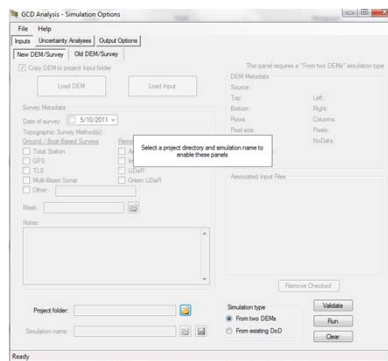 GCD Analysis - Simulation Options
File Help
Inputs Uncertainty Analyses Output Options
New DEM/Survey Old DEM/Survey
Copy DEM to project Input folder
This panel requires a "From two DEMs" simulation type
Load DEM Load Input
DEM Metadata
Source:
Top: Left:
Bottom: Right:
Rows: Columns:
Pixel size: Pixels:
NoData:
Survey Metadata
Date of survey: 5/10/2011
Topographic Survey Method(s):
Ground / Boat-Based Surveys
Total Station
GPS
TLS LiDaR
Multi-Beam Sonar Green LiDaR
Other:
Select a project directory and simulation name to
enable these panels
Mask:
Notes:
Associated Input Files
Remove Checked
Project folder:
Simulation name:
Simulation type
From two DEMs
From existing DoD
Validate
Run
Clear
Ready